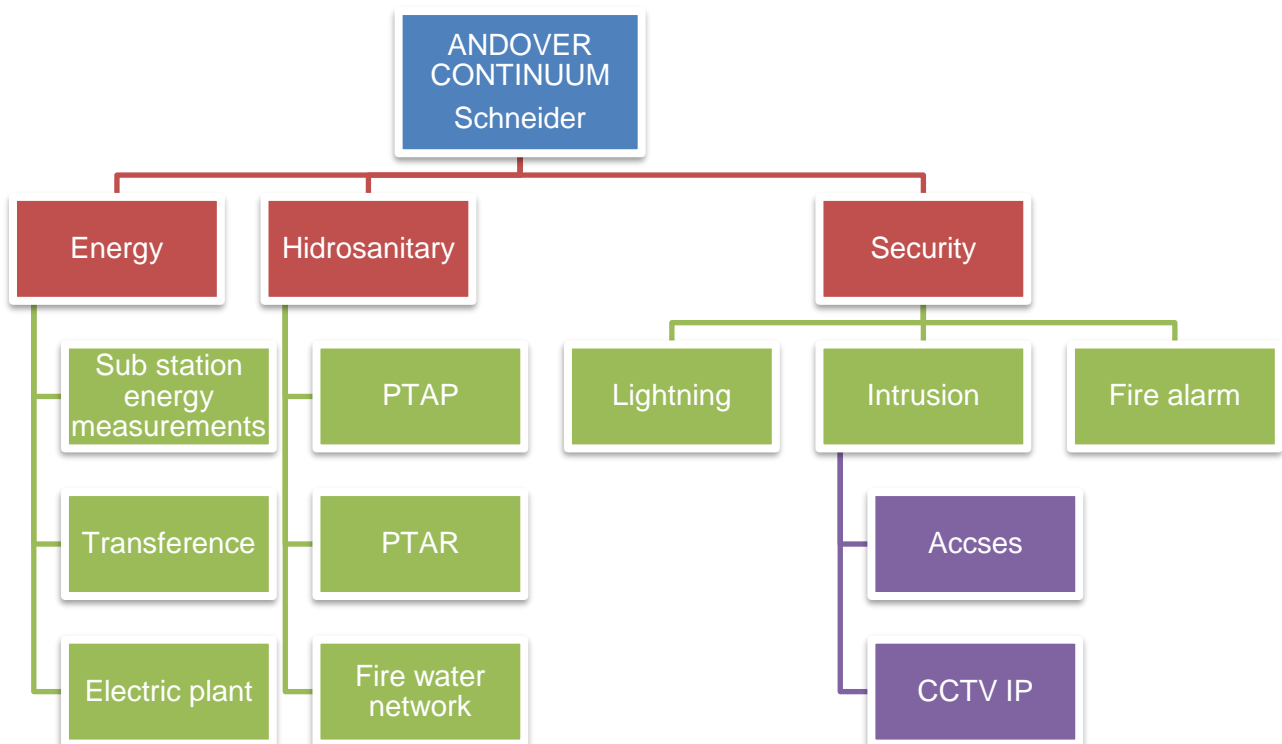 ANDOVER
CONTINUUM
Schneider
Energy
Hidrosanitary
Security
Sub station
energy
measurements
PTAP
Lightning
Intrusion
Fire alarm
Transference
PTAR
Accses
Electric plant
Fire water
network
CCTV IP